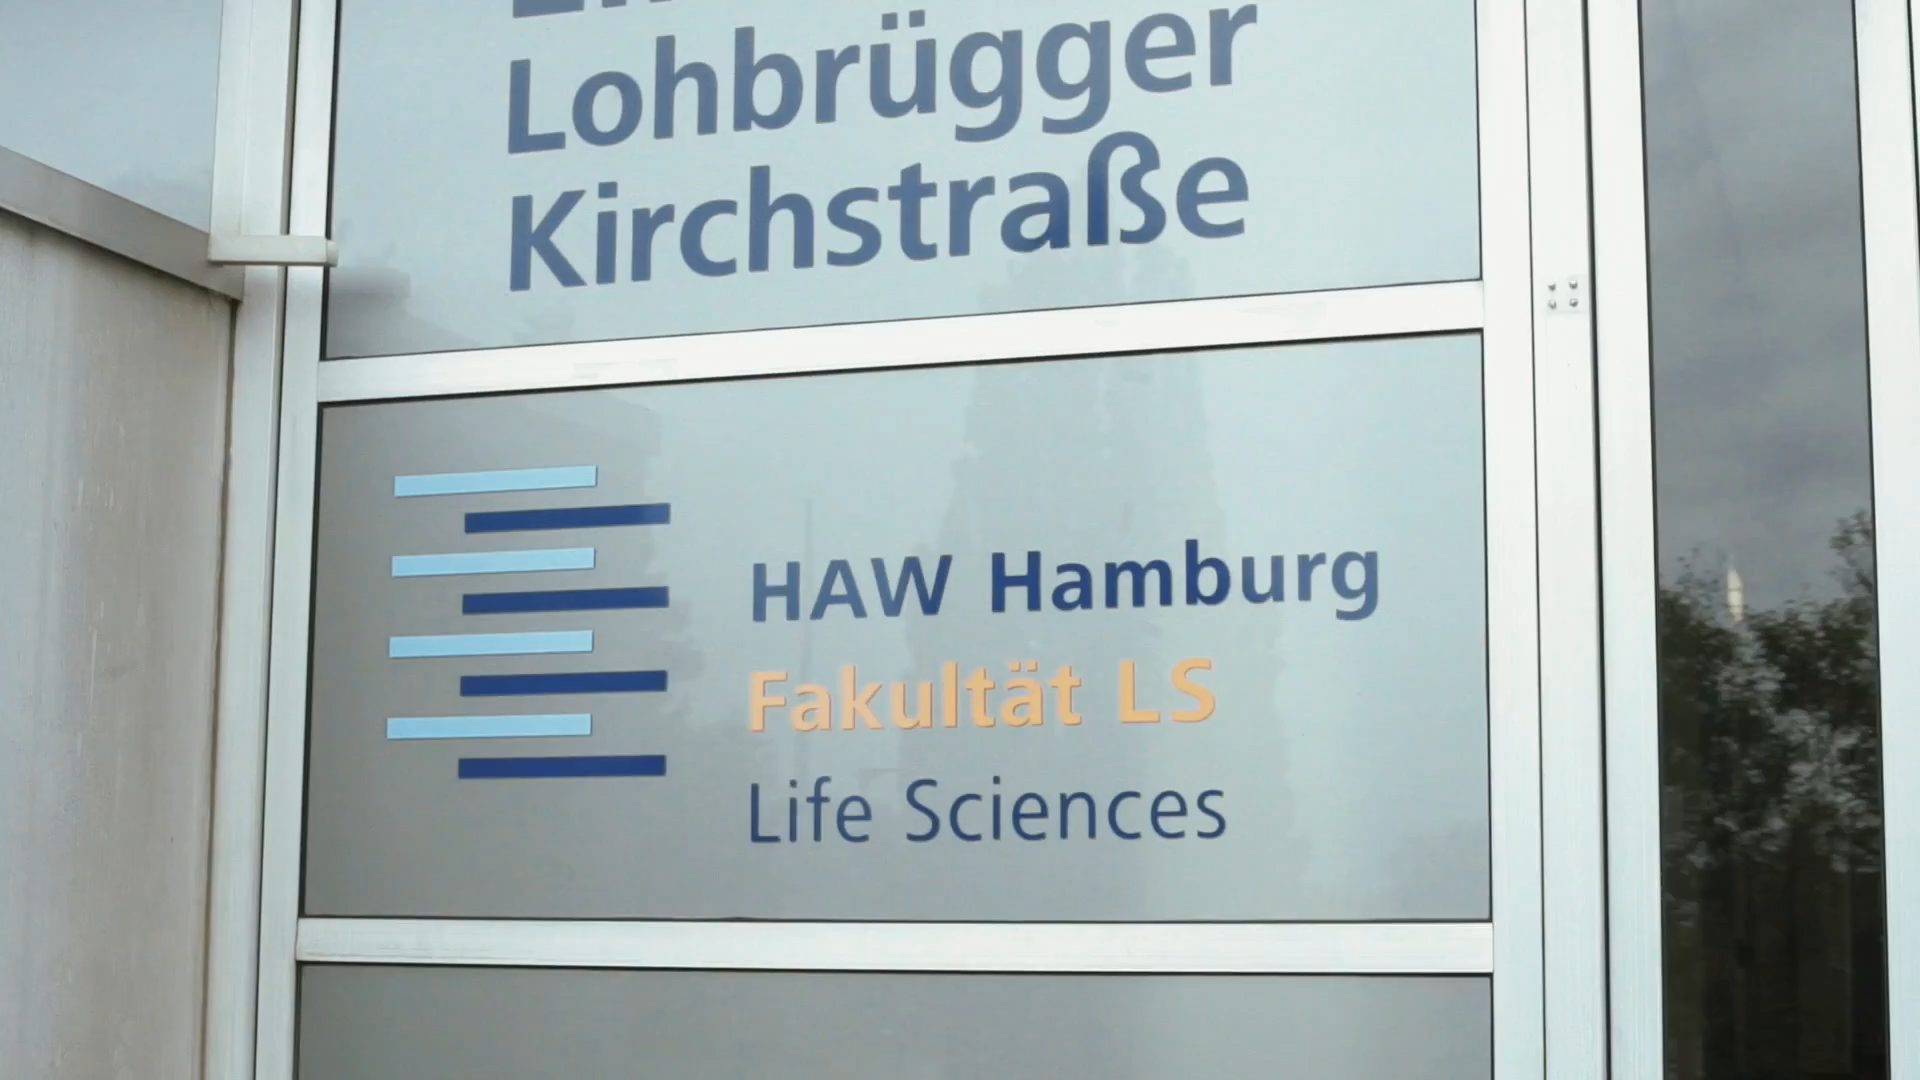 Lohbrügger
Kirchstraße
HAW Hamburg
Fakultät LS
Life Sciences